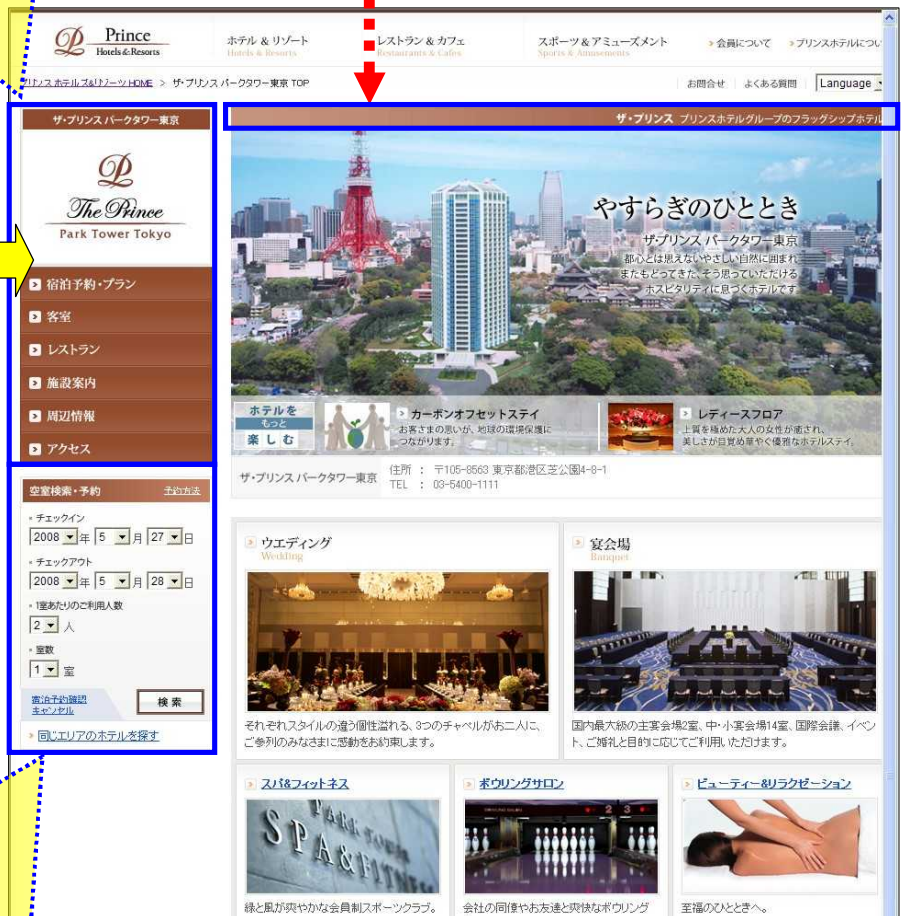 Prince
Hotels & Resorts
ホテル & リゾート
Hotels & Resorts
レストラン & カフェ
Restaurants & Cafes
スポーツ&アミューズメント
Sports & Amusements
会員について
プリンスホテルについ
プリンス ホテルズ&リゾーツ HOME > ザ・プリンス パークタワー東京 TOP
お問合せ
よくある質問
Language
ザ・プリンス パークタワー東京
The Prince
Park Tower Tokyo
宿泊予約・プラン
客室
レストラン
施設案内
周辺情報
アクセス
空室検索・予約
予約方法
チェックイン
2008 年 5 月 27 日
チェックアウト
2008 年 5 月 28 日
1室あたりのご利用人数
2 人
室数
1 室
宿泊予約確認
キャンセル
検索
同じエリアのホテルを探す
ザ・プリンス プリンスホテルグループのフラッグシップホテル
やすらぎのひととき
ザ・プリンス パークタワー東京
都心とは思えないやさしい自然に囲まれ
またもどってきた、そう思っていただける
ホスピタリティに息づくホテルです
ホテルを
もっと
楽しむ
カーボンオフセットステイ
お客さまの思いが、地球の環境保護に
つながります。
レディースフロア
上質を極めた大人の女性が癒され、
美しさが目覚め華やぐ優雅なホテルステイ。
ザ・プリンス パークタワー東京
住所 : 〒105-8563 東京都港区芝公園4-8-1
TEL : 03-5400-1111
ウエディング
Wedding
それぞれスタイルの違う個性溢れる、3つのチャペルがお二人に、
ご参列のみなさまに感動をお約束します。
宴会場
Banquet
国内最大級の主宴会場2室、中・小宴会場14室、国際会議、イベン
ト、ご婚礼と目的に応じてご利用いただけます。
スパ&フィットネス
PARK TOWER
SPA&FITNESS
緑と風が爽やかな会員制スポーツクラブ。
ボウリングサロン
2 3
会社の同僚やお友達と爽快なボウリング
ビューティー&リラクゼーション
至福のひとときへ。